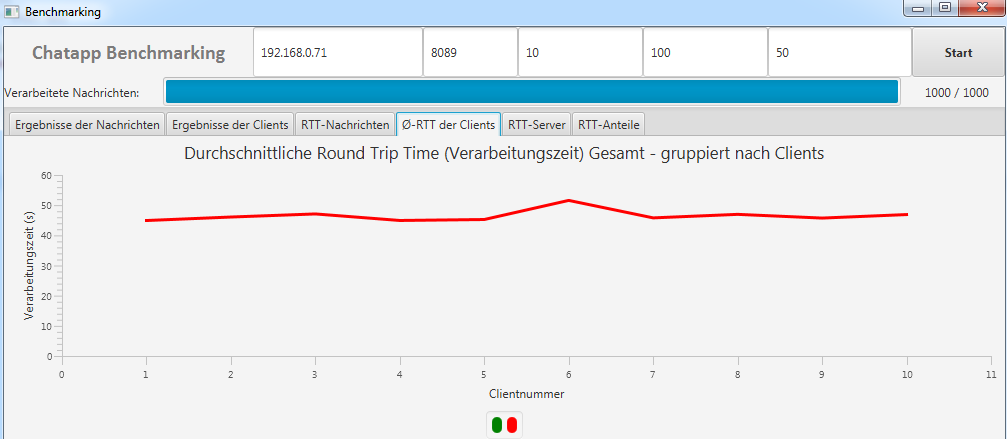 Benchmarking
Chatapp Benchmarking 192.168.0.71 8089 10 100 50 Start
Verarbeitete Nachrichten: 1000 / 1000
Ergebnisse der Nachrichten Ergebnisse der Clients RTT-Nachrichten Ø-RTT der Clients RTT-Server RTT-Anteile
Durchschnittliche Round Trip Time (Verarbeitungszeit) Gesamt - gruppiert nach Clients
Verarbeitungszeit (s)
60
50
40
30
20
10
0
0 1 2 3 4 5 6 7 8 9 10 11
Clientnummer